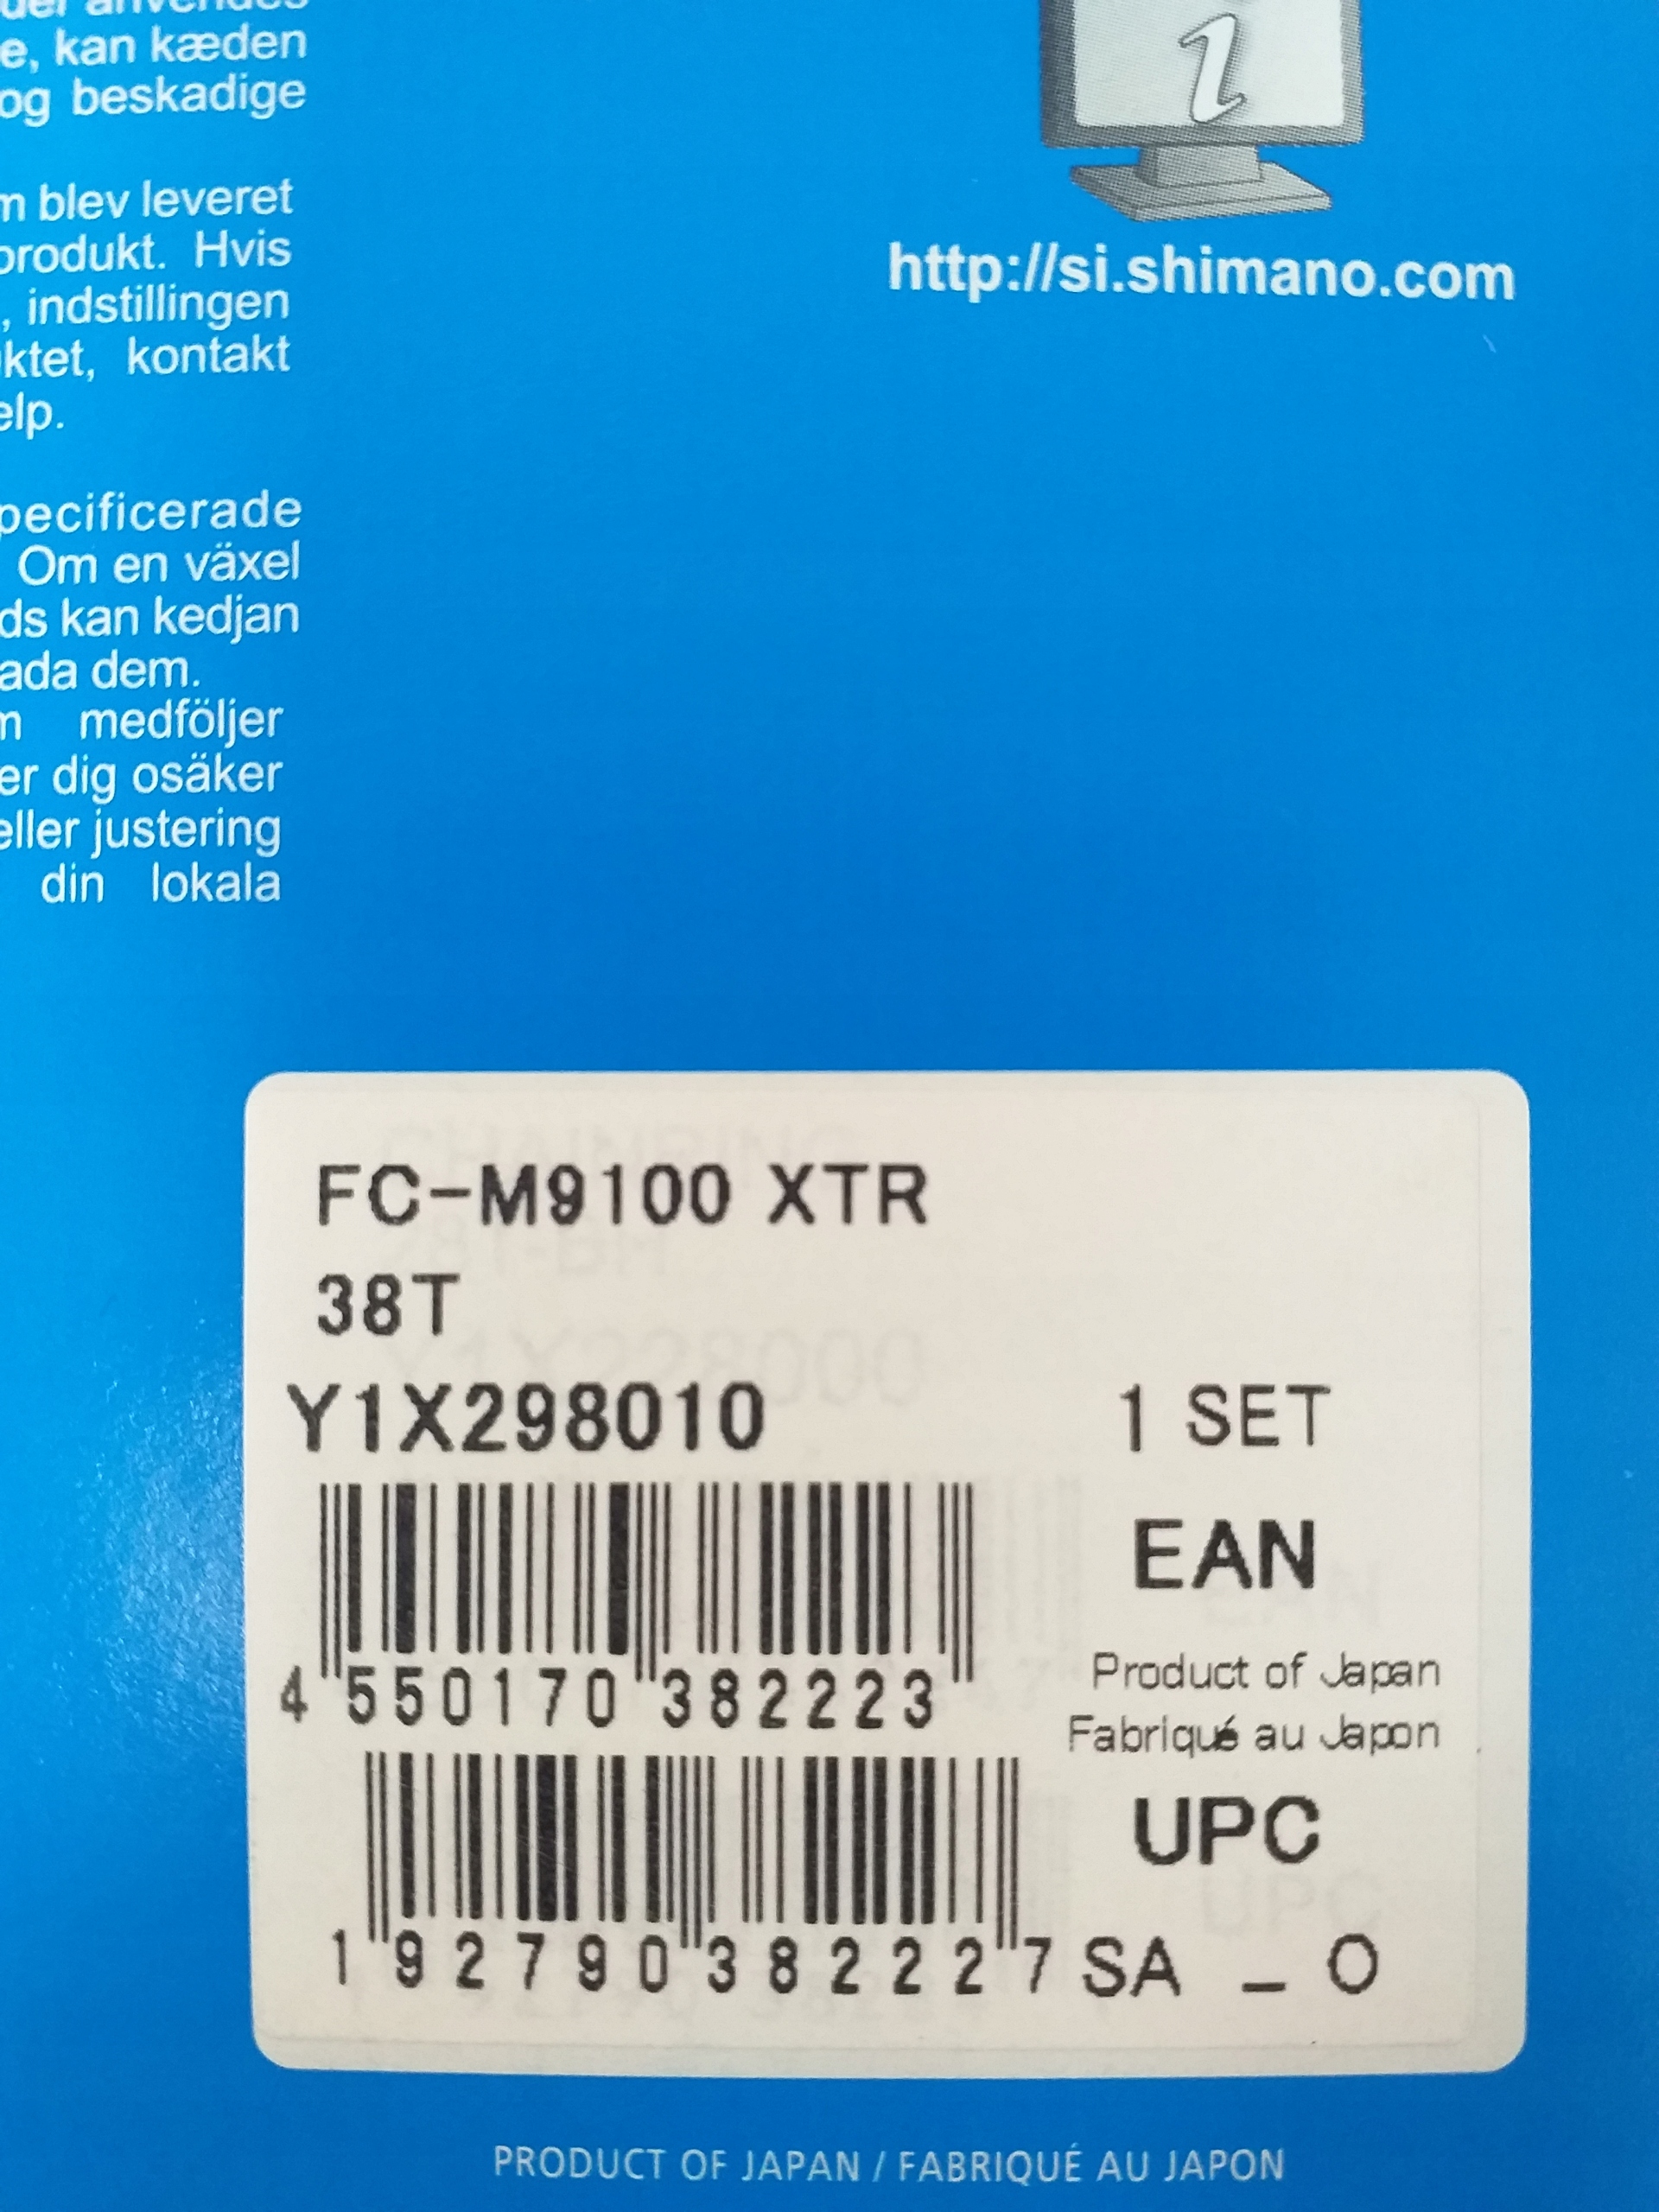 der anvendes
e, kan kæden
og beskadige
m blev leveret
produkt. Hvis
, indstillingen
ktet, kontakt
elp.
pecificerade
Om en växel
ds kan kedjan
ada dem.
m medföljer
er dig osäker
eller justering
din lokala
i
http://si.shimano.com
FC-M9100 XTR
38T
Y1X298010 1 SET
EAN
4 550170 382223
Product of Japan
Fabriqué au Japon
UPC
1 92790 38222 7 SA _ O
PRODUCT OF JAPAN / FABRIQUÉ AU JAPON